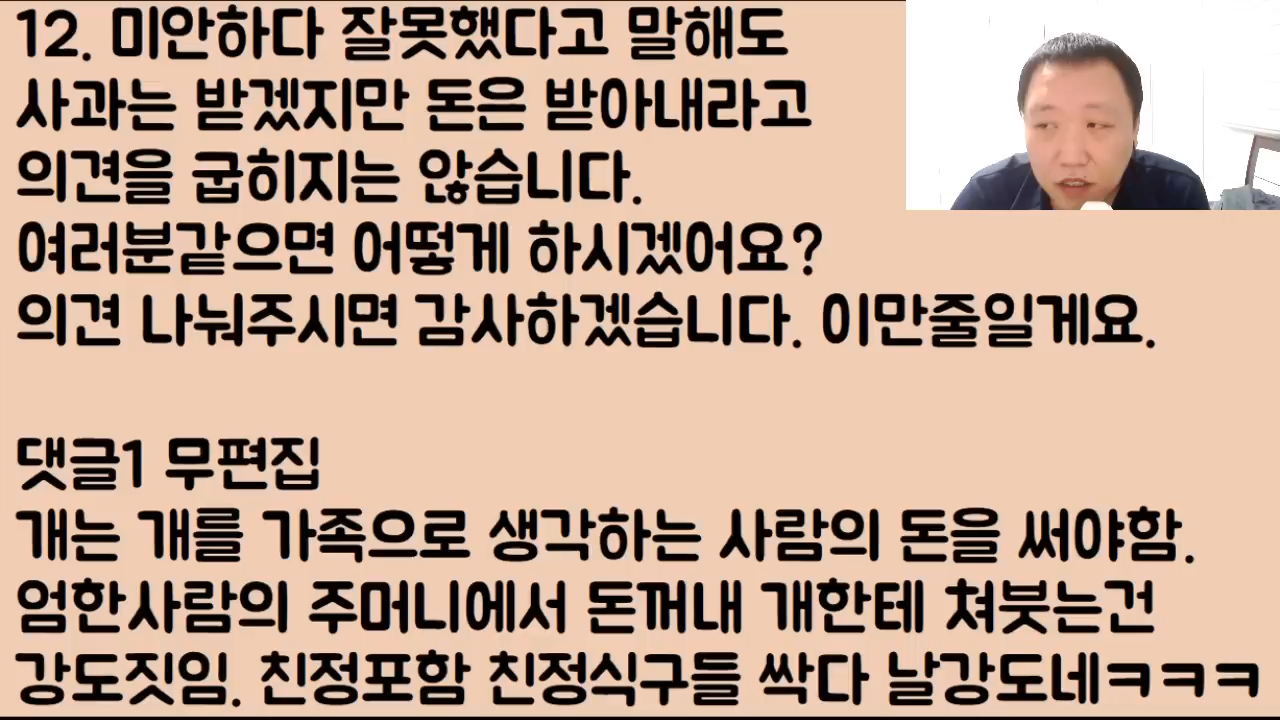 12. 미안하다 잘못했다고 말해도
사과는 받겠지만 돈은 받아내라고
의견을 굽히지는 않습니다.
여러분같으면 어떻게 하시겠어요?
의견 나눠주시면 감사하겠습니다. 이만줄일게요.
댓글1 무편집
개는 개를 가족으로 생각하는 사람의 돈을 써야함.
엄한사람의 주머니에서 돈꺼내 개한테 쳐붓는건
강도짓임. 친정포함 친정식구들 싹다 날강도네ㅋㅋㅋ